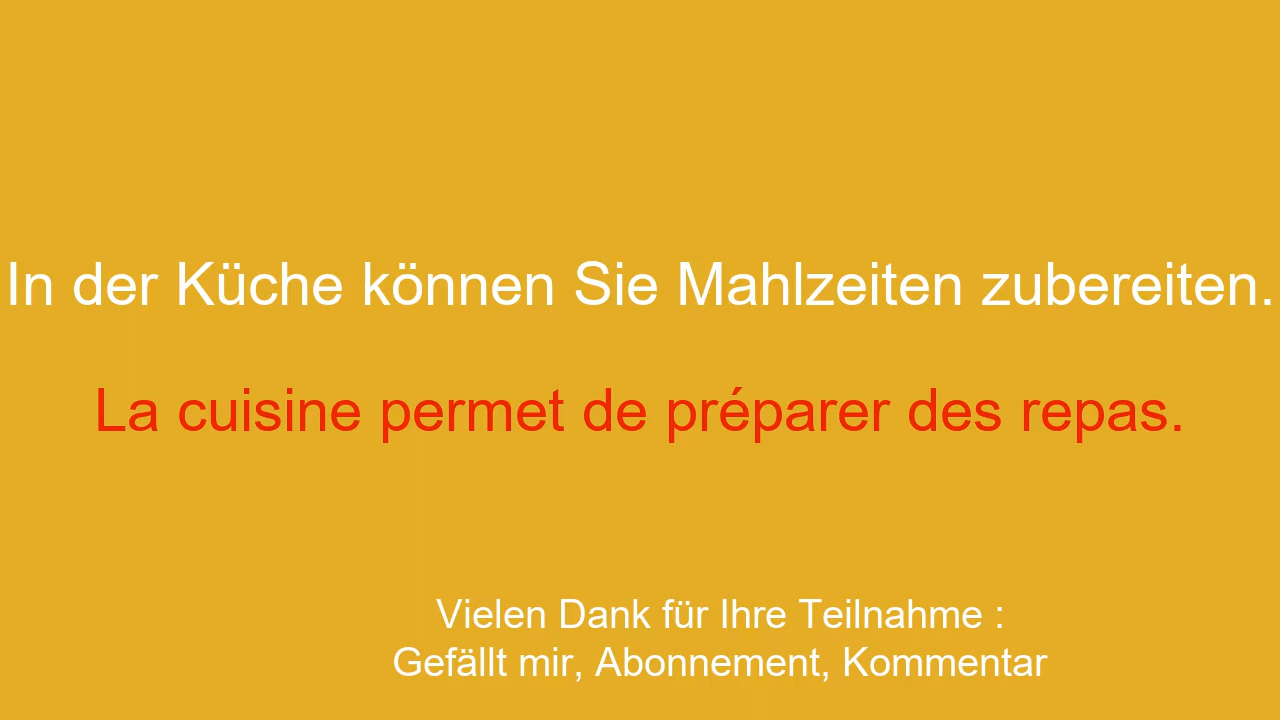 In der Küche können Sie Mahlzeiten zubereiten.
La cuisine permet de préparer des repas.
Vielen Dank für Ihre Teilnahme :
Gefällt mir, Abonnement, Kommentar